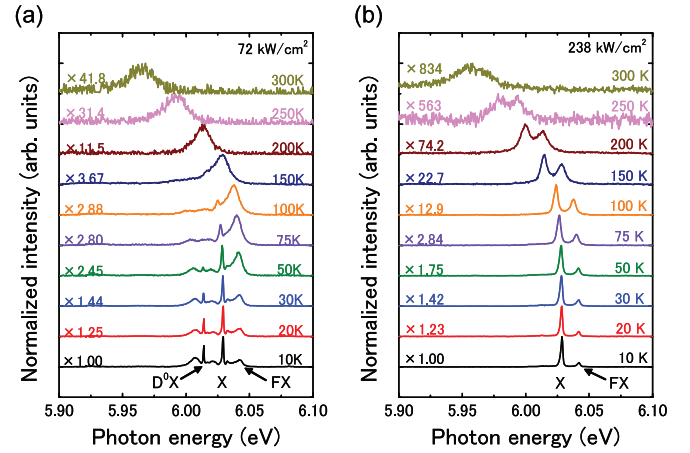 (a)
72 kW/cm²
×41.8 300K
×31.4 250K
×11.5 200K
×3.67 150K
×2.88 100K
×2.80 75K
×2.45 50K
×1.44 30K
×1.25 20K
×1.00 10K
D⁰X X FX
5.90 5.95 6.00 6.05 6.10
Photon energy (eV)
Normalized intensity (arb. units)
(b)
238 kW/cm²
×834 300 K
×563 250 K
×74.2 200 K
×22.7 150 K
×12.9 100 K
×2.84 75 K
×1.75 50 K
×1.42 30 K
×1.23 20 K
×1.00 10 K
X FX
5.90 5.95 6.00 6.05 6.10
Photon energy (eV)
Normalized intensity (arb. units)